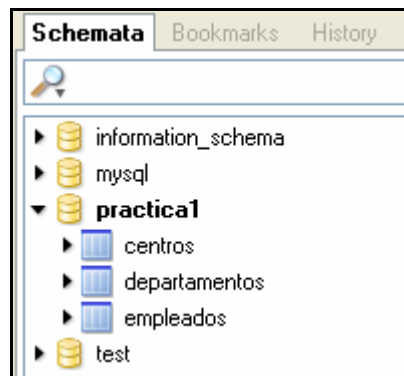 Schemata Bookmarks History
information_schema
mysql
practica1
centros
departamentos
empleados
test